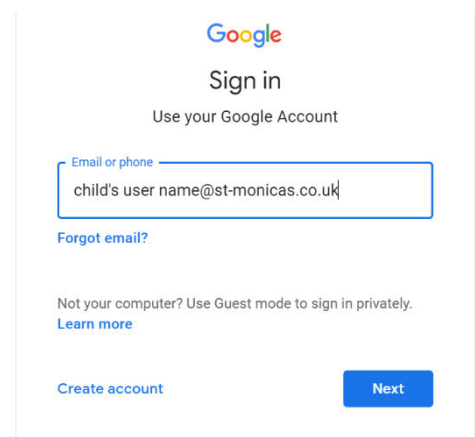 Google
Sign in
Use your Google Account
Email or phone
child's user name@st-monicas.co.uk
Forgot email?
Not your computer? Use Guest mode to sign in privately.
Learn more
Create account
Next